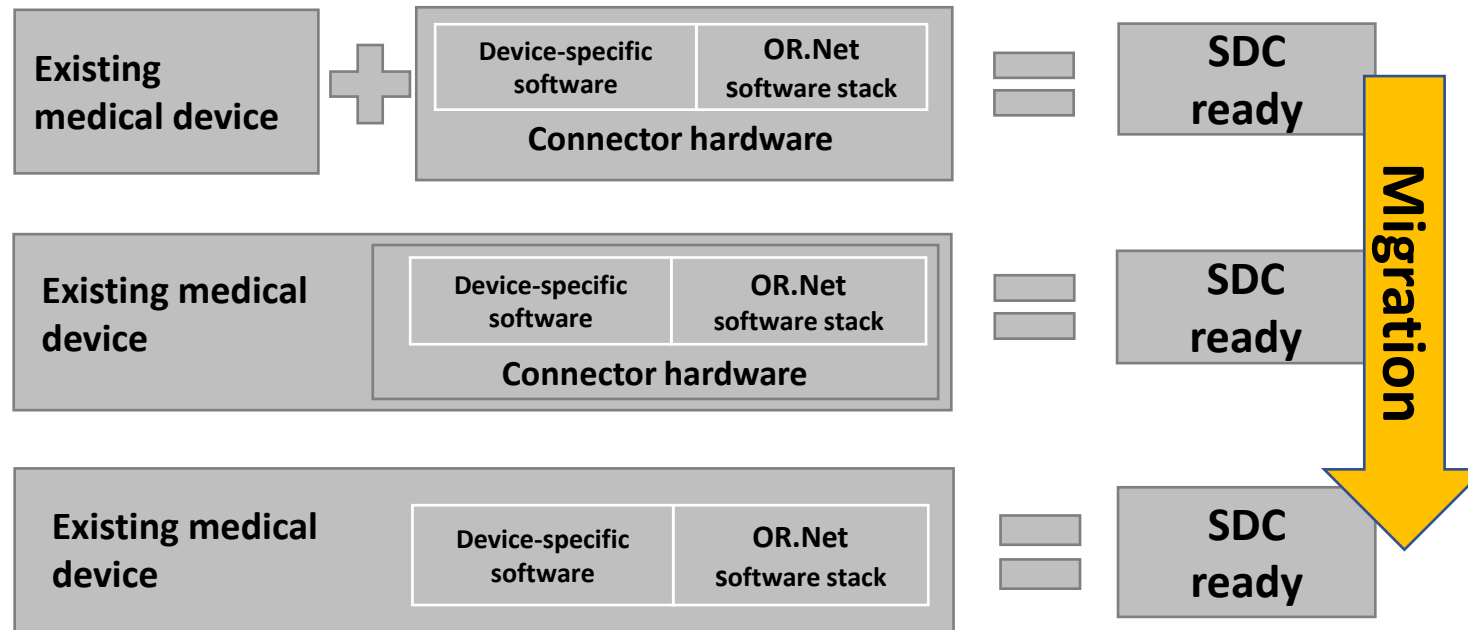 Existing
medical device
Device-specific
software
OR.Net
software stack
Connector hardware
SDC
ready
Existing medical
device
Device-specific
software
OR.Net
software stack
Connector hardware
SDC
ready
Existing medical
device
Device-specific
software
OR.Net
software stack
SDC
ready
Migration